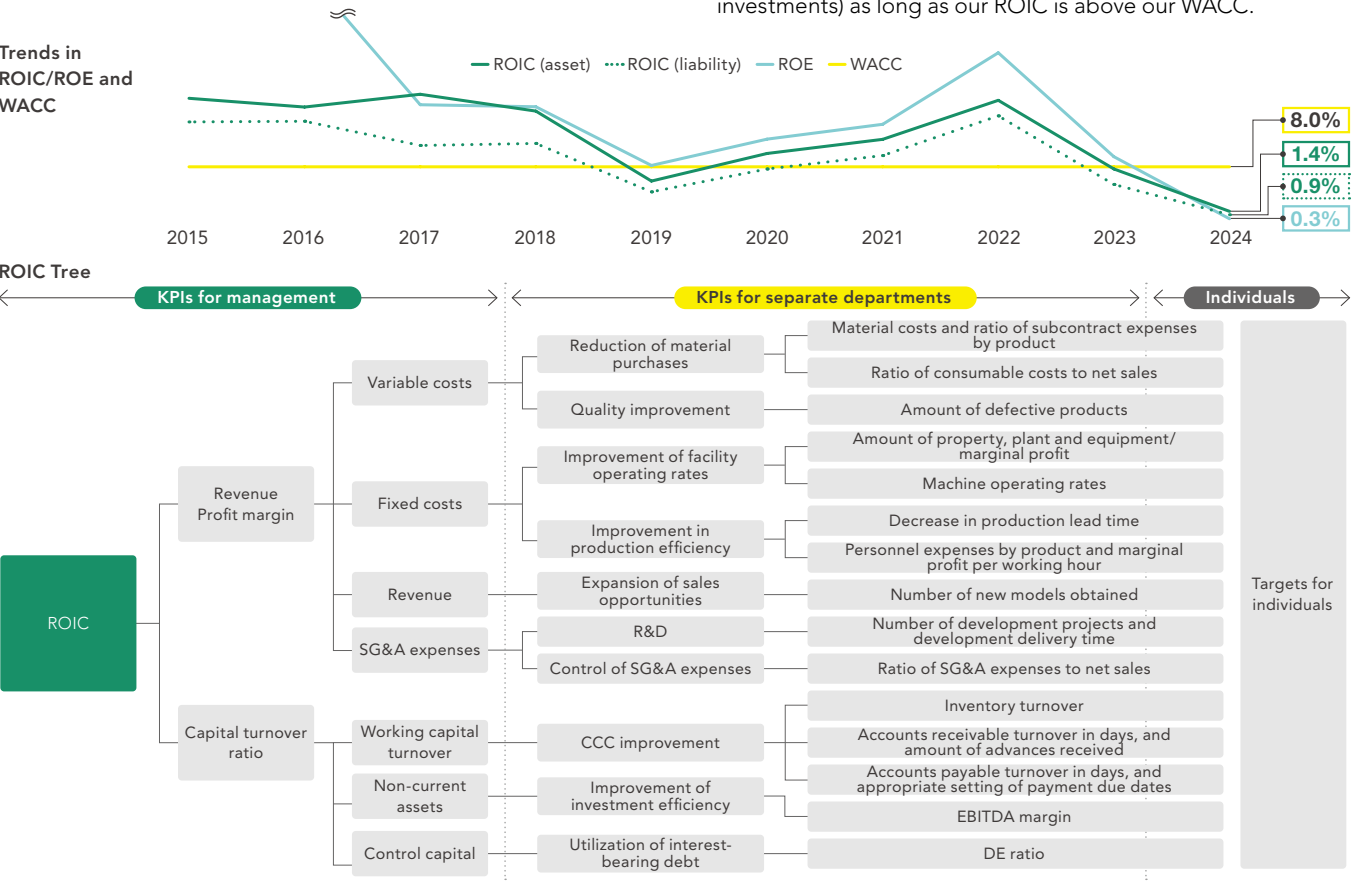 investments) as long as our ROIC is above our WACC.
Trends in
ROIC/ROE and
WACC
ROIC (asset)
ROIC (liability)
ROE
WACC
8.0%
1.4%
0.9%
0.3%
2015
2016
2017
2018
2019
2020
2021
2022
2023
2024
ROIC Tree
KPIs for management
KPIs for separate departments
Individuals
ROIC
Revenue
Profit margin
Capital turnover
ratio
Variable costs
Fixed costs
Revenue
SG&A expenses
Working capital
turnover
Non-current
assets
Control capital
Reduction of material
purchases
Quality improvement
Improvement of facility
operating rates
Improvement in
production efficiency
Expansion of sales
opportunities
R&D
Control of SG&A expenses
CCC improvement
Improvement of
investment efficiency
Utilization of interest-
bearing debt
Material costs and ratio of subcontract expenses
by product
Ratio of consumable costs to net sales
Amount of defective products
Amount of property, plant and equipment/
marginal profit
Machine operating rates
Decrease in production lead time
Personnel expenses by product and marginal
profit per working hour
Number of new models obtained
Number of development projects and
development delivery time
Ratio of SG&A expenses to net sales
Inventory turnover
Accounts receivable turnover in days, and
amount of advances received
Accounts payable turnover in days, and
appropriate setting of payment due dates
EBITDA margin
DE ratio
Targets for
individuals